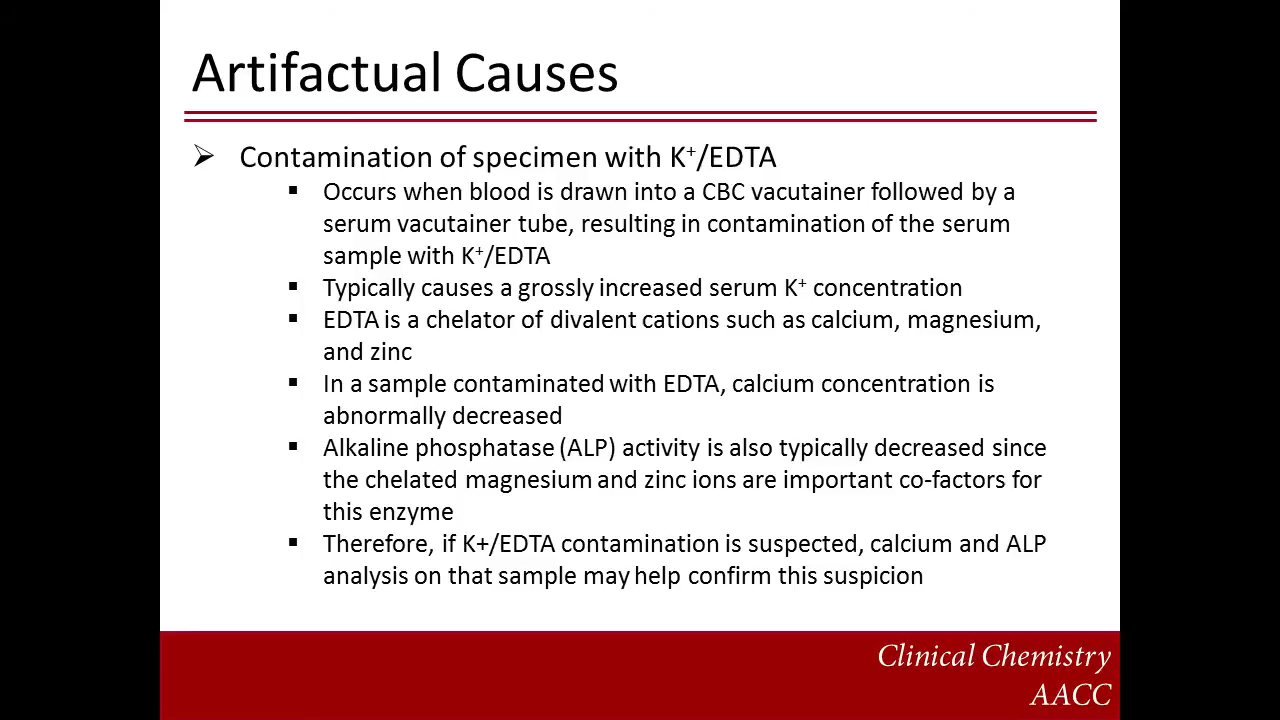 Artifactual Causes
➢ Contamination of specimen with K⁺/EDTA
▪ Occurs when blood is drawn into a CBC vacutainer followed by a
serum vacutainer tube, resulting in contamination of the serum
sample with K⁺/EDTA
▪ Typically causes a grossly increased serum K⁺ concentration
▪ EDTA is a chelator of divalent cations such as calcium, magnesium,
and zinc
▪ In a sample contaminated with EDTA, calcium concentration is
abnormally decreased
▪ Alkaline phosphatase (ALP) activity is also typically decreased since
the chelated magnesium and zinc ions are important co-factors for
this enzyme
▪ Therefore, if K+/EDTA contamination is suspected, calcium and ALP
analysis on that sample may help confirm this suspicion
Clinical Chemistry
AACC